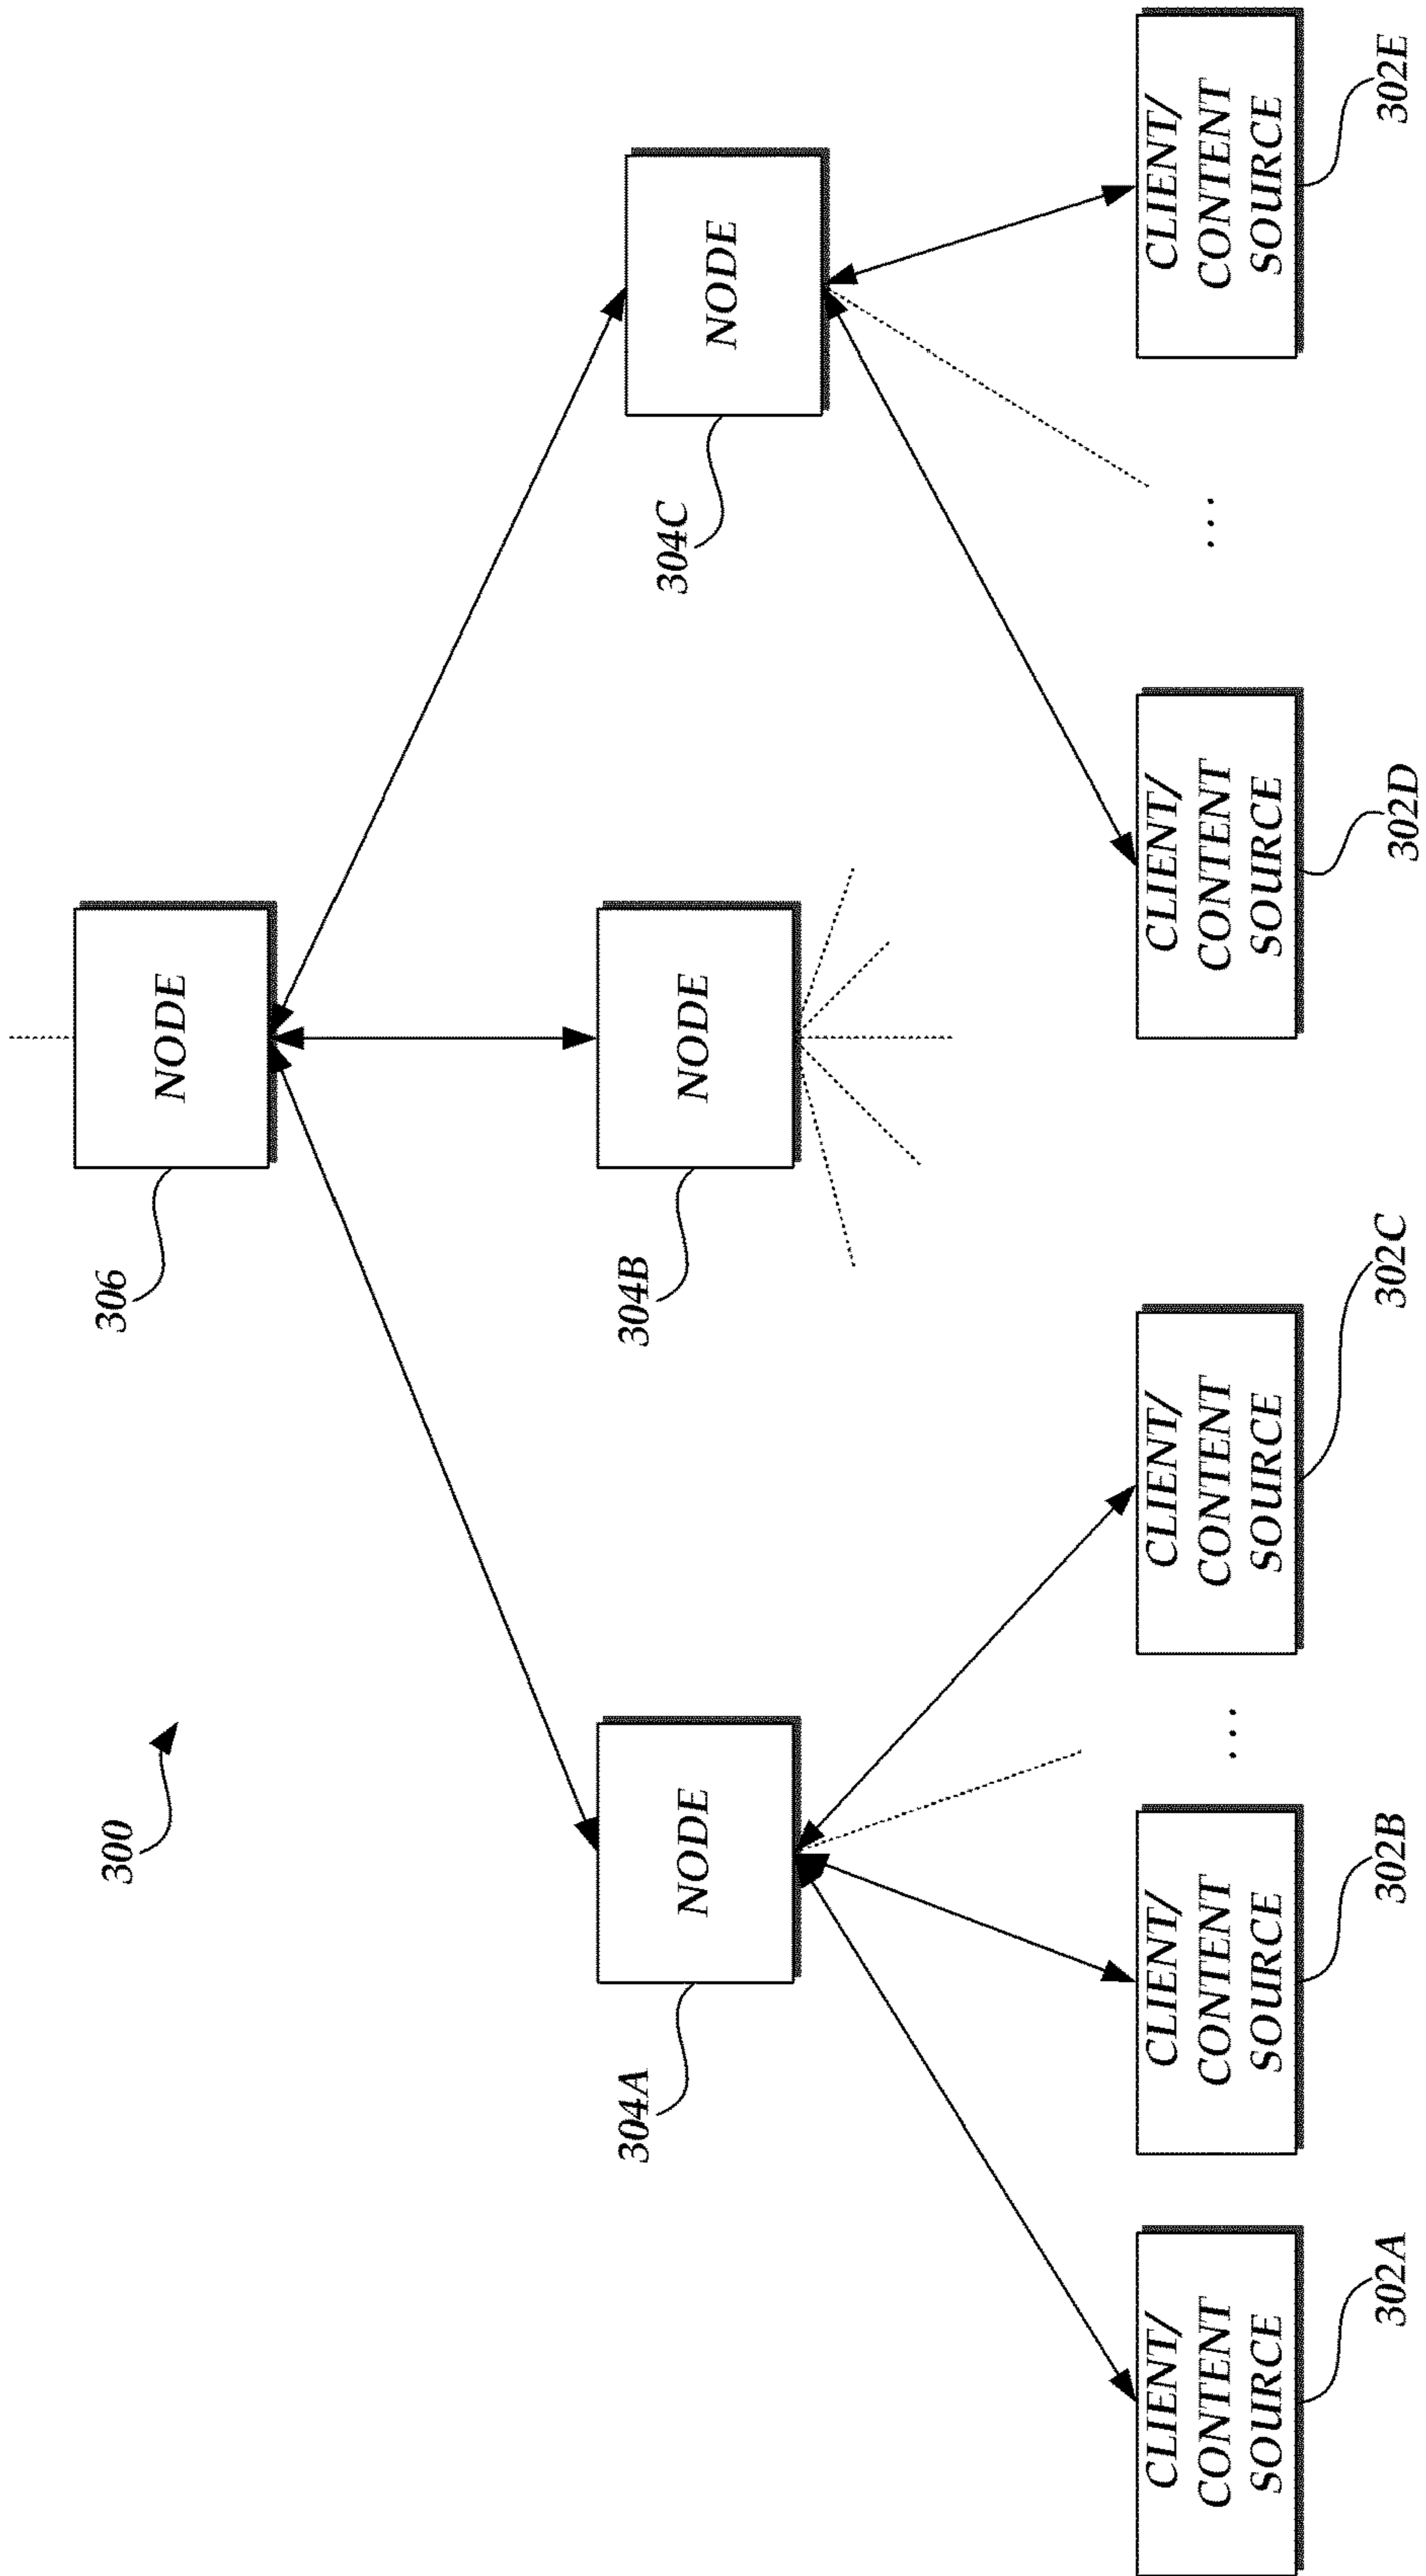 300
306
NODE
304A
NODE
304B
NODE
304C
NODE
CLIENT/
CONTENT
SOURCE
302A
CLIENT/
CONTENT
SOURCE
302B
...
CLIENT/
CONTENT
SOURCE
302C
CLIENT/
CONTENT
SOURCE
302D
...
CLIENT/
CONTENT
SOURCE
302E